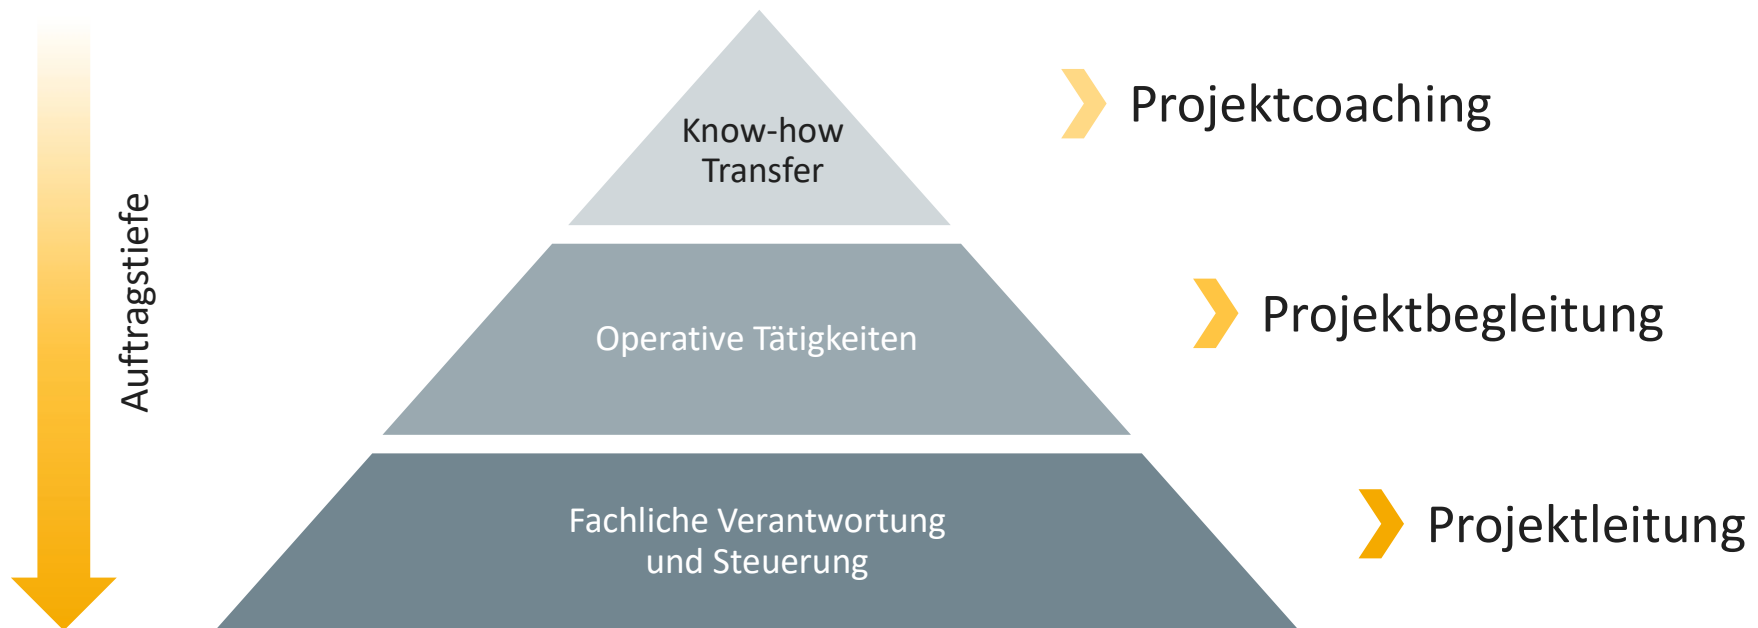 Auftragstiefe
Know-how
Transfer
Projektcoaching
Operative Tätigkeiten
Projektbegleitung
Fachliche Verantwortung
und Steuerung
Projektleitung